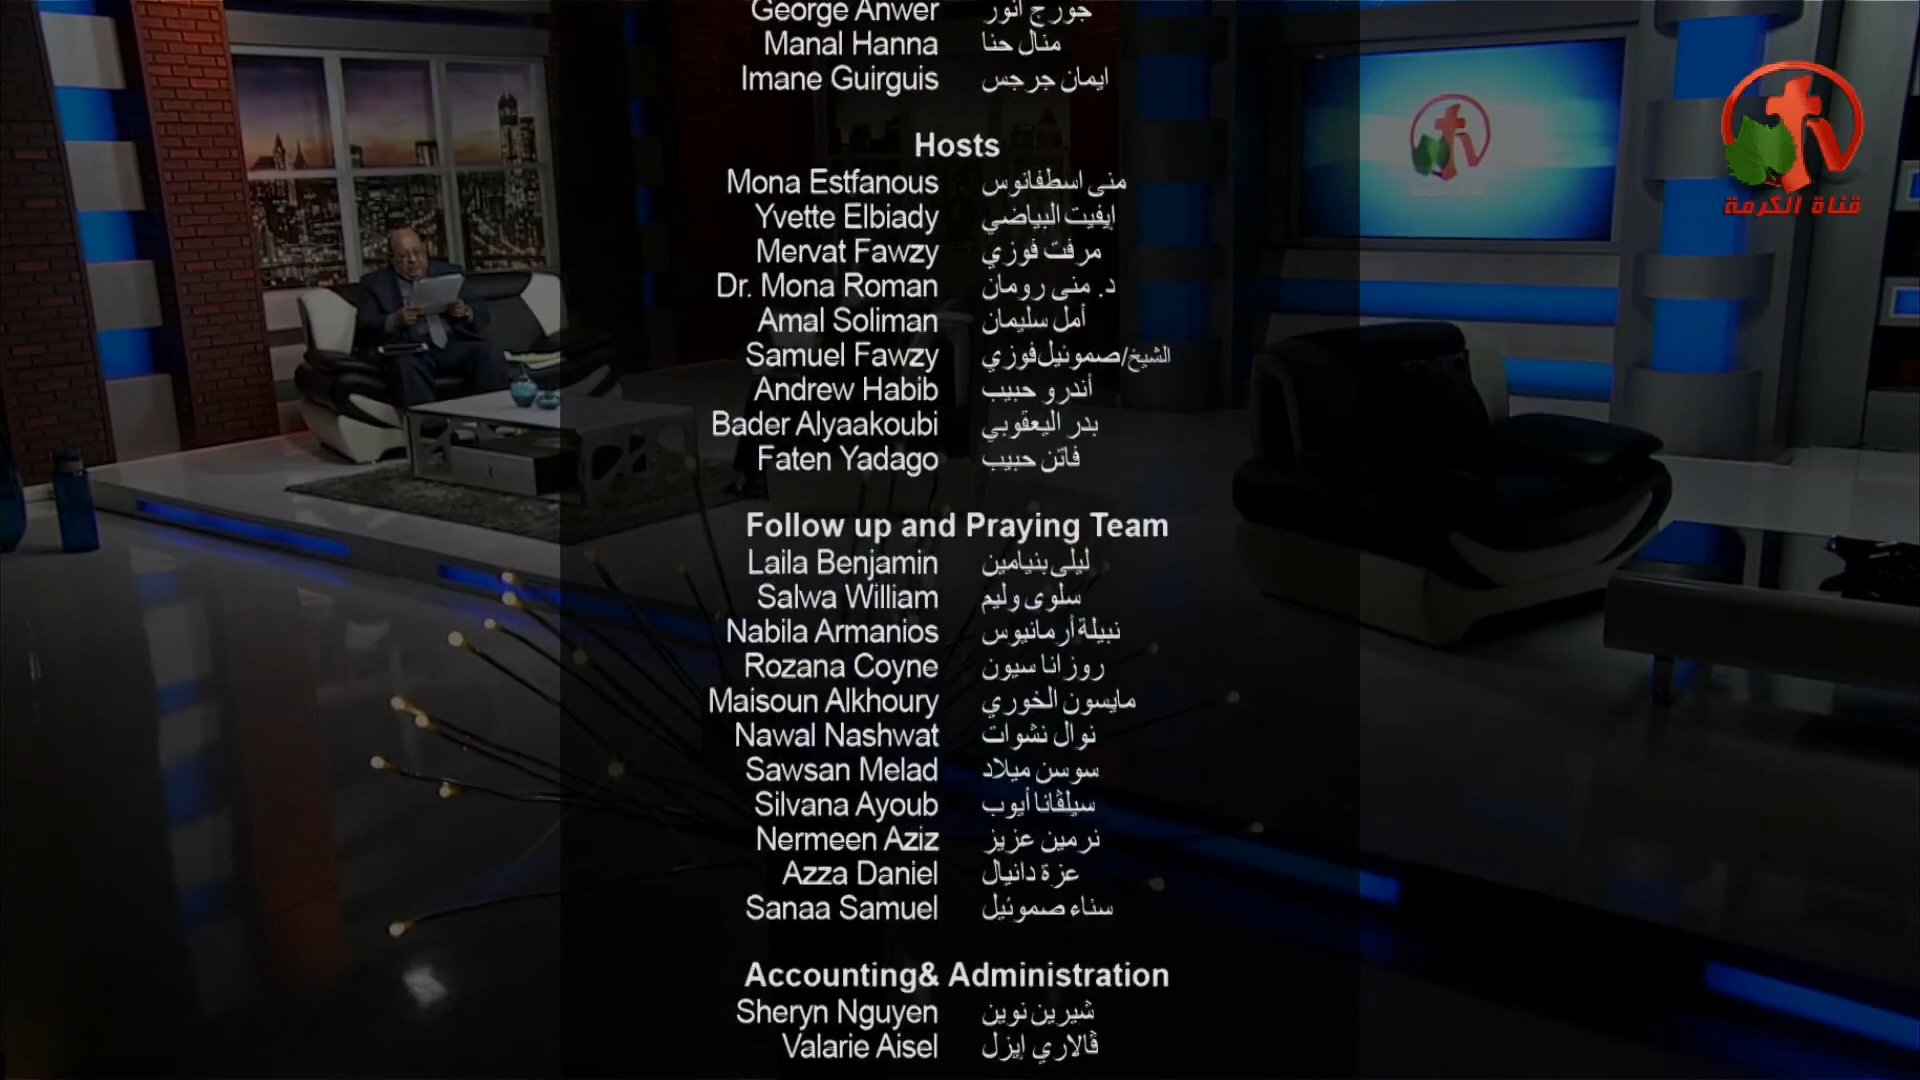 George Anwer جورج أنور
Manal Hanna منال حنا
Imane Guirguis ايمان جرجس
Hosts
Mona Estfanous منى اسطفانوس
Yvette Elbiady إيفيت البياضي
Mervat Fawzy مرفت فوزي
Dr. Mona Roman د. منى رومان
Amal Soliman أمل سليمان
Samuel Fawzy الشيخ/صموئيل فوزي
Andrew Habib أندرو حبيب
Bader Alyaakoubi بدر اليعقوبي
Faten Yadago فاتن حبيب
Follow up and Praying Team
Laila Benjamin ليلى بنيامين
Salwa William سلوى وليم
Nabila Armanios نبيلة أرمانيوس
Rozana Coyne روزانا سيون
Maisoun Alkhoury مايسون الخوري
Nawal Nashwat نوال نشوات
Sawsan Melad سوسن ميلاد
Silvana Ayoub سيلڤانا أيوب
Nermeen Aziz نرمين عزيز
Azza Daniel عزة دانيال
Sanaa Samuel سناء صموئيل
Accounting& Administration
Sheryn Nguyen شيرين نوين
Valarie Aisel ڤالاري إيزل
tv
قناة الكرمة